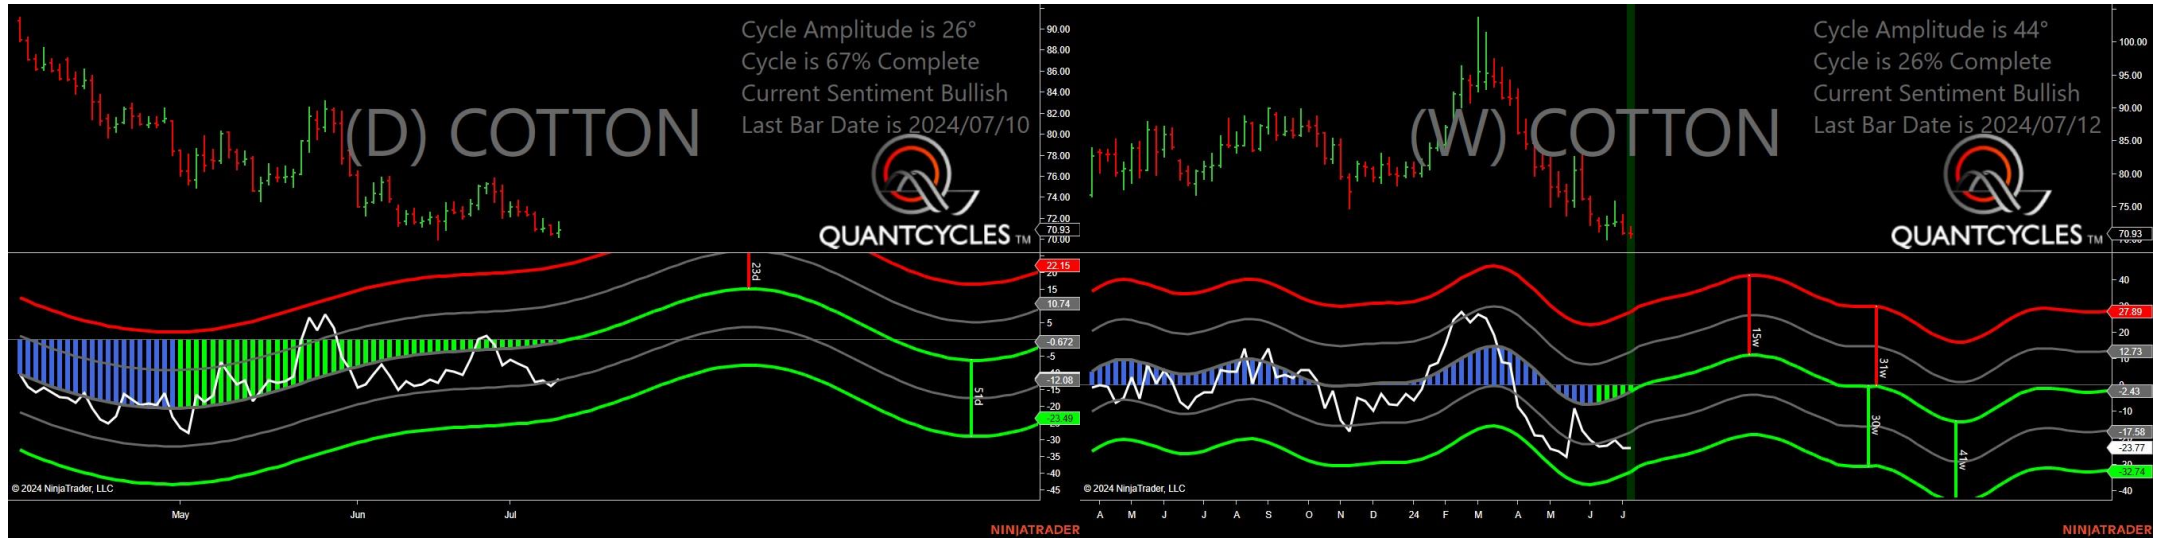 Cycle Amplitude is 26°
Cycle is 67% Complete
Current Sentiment Bullish
Last Bar Date is 2024/07/10
(D) COTTON
QUANTCYCLES TM
90.00
88.00
86.00
84.00
82.00
80.00
78.00
76.00
74.00
72.00
70.93
70.00
23d
22.15
20
15
10.74
5
-0.672
-5
-12.08
-15
51d
-20
-23.49
-30
-35
-40
-45
© 2024 NinjaTrader, LLC
May Jun Jul
NINJATRADER
Cycle Amplitude is 44°
Cycle is 26% Complete
Current Sentiment Bullish
Last Bar Date is 2024/07/12
(W) COTTON
QUANTCYCLES TM
100.00
95.00
90.00
85.00
80.00
75.00
70.93
40
27.89
20
15w
12.73
31w
0
-2.43
-10
30w
-17.58
-23.77
41w
-32.74
-40
© 2024 NinjaTrader, LLC
A M J J A S O N D 24 F M A M J J
NINJATRADER